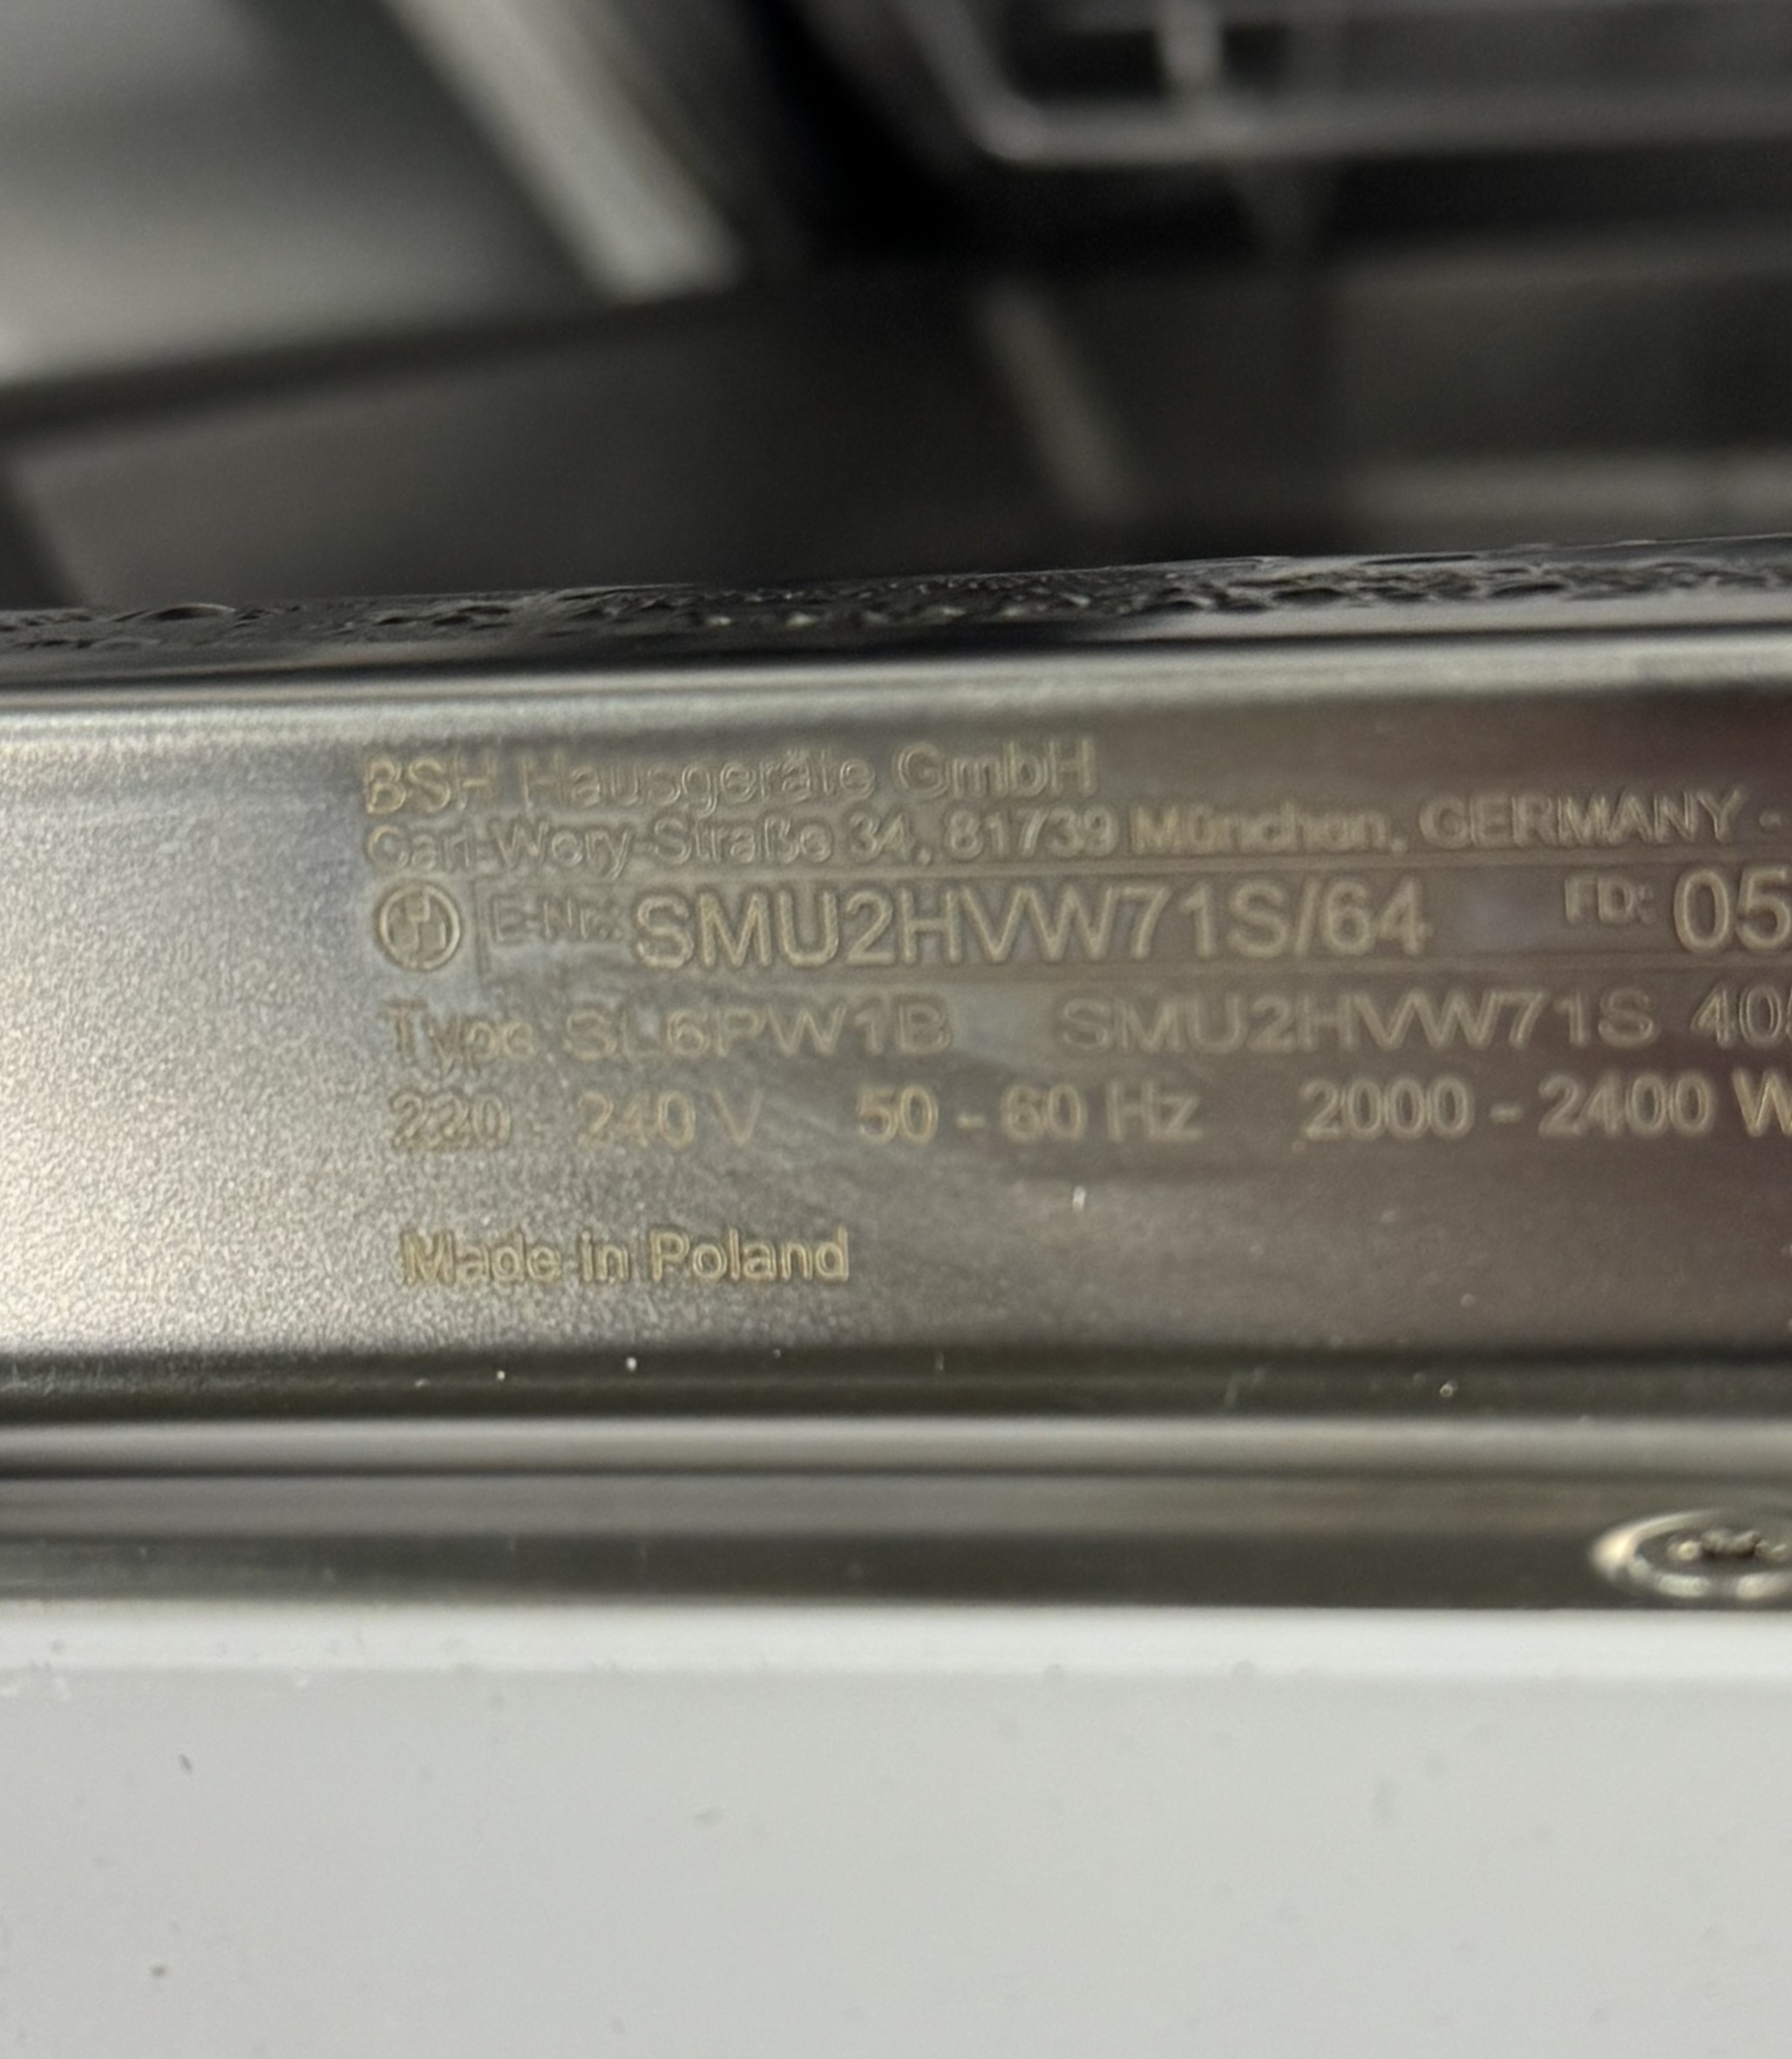 BSH Hausgeräte GmbH
Carl-Wery-Straße 34, 81739 München, GERMANY -
E-Nr.: SMU2HVW71S/64 FD: 05
Type SL6PW1B SMU2HVW71S 40
220 - 240 V 50 - 60 Hz 2000 - 2400 W
Made in Poland